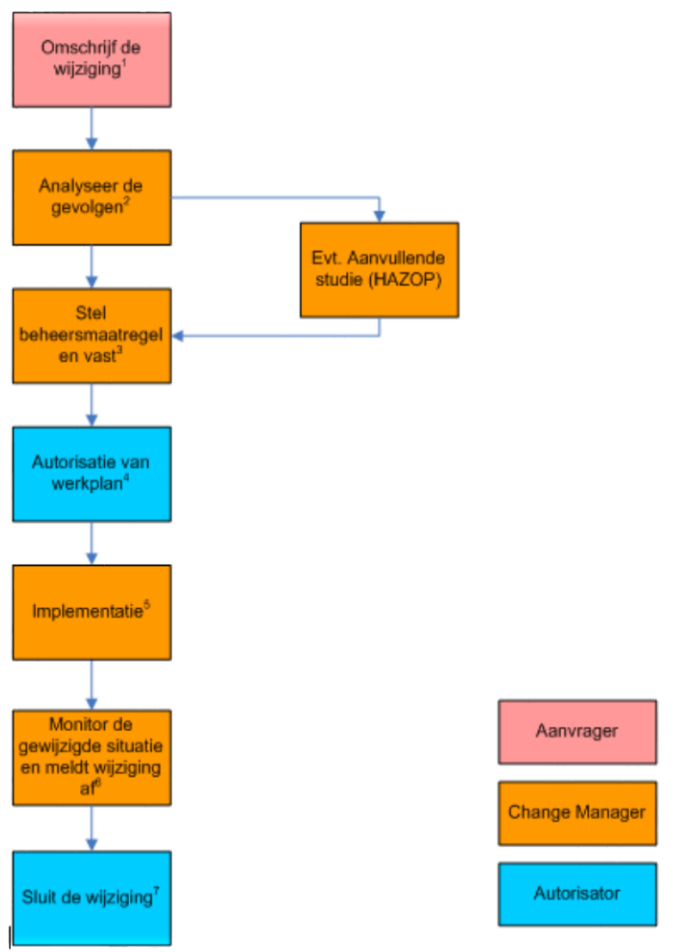 Omschrijf de
wijziging¹
Analyseer de
gevolgen²
Evt. Aanvullende
studie (HAZOP)
Stel
beheersmaatregel
en vast³
Autorisatie van
werkplan⁴
Implementatie⁵
Monitor de
gewijzigde situatie
en meldt wijziging
af⁶
Sluit de wijziging⁷
Aanvrager
Change Manager
Autorisator